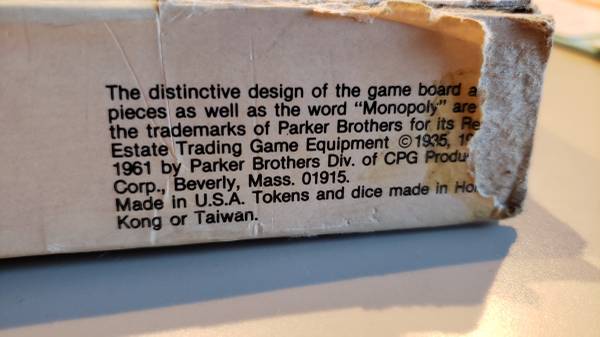 The distinctive design of the game board a
pieces as well as the word “Monopoly” are
the trademarks of Parker Brothers for its Re
Estate Trading Game Equipment ©1935, 19
1961 by Parker Brothers Div. of CPG Produ
Corp., Beverly, Mass. 01915.
Made in U.S.A. Tokens and dice made in Ho
Kong or Taiwan.